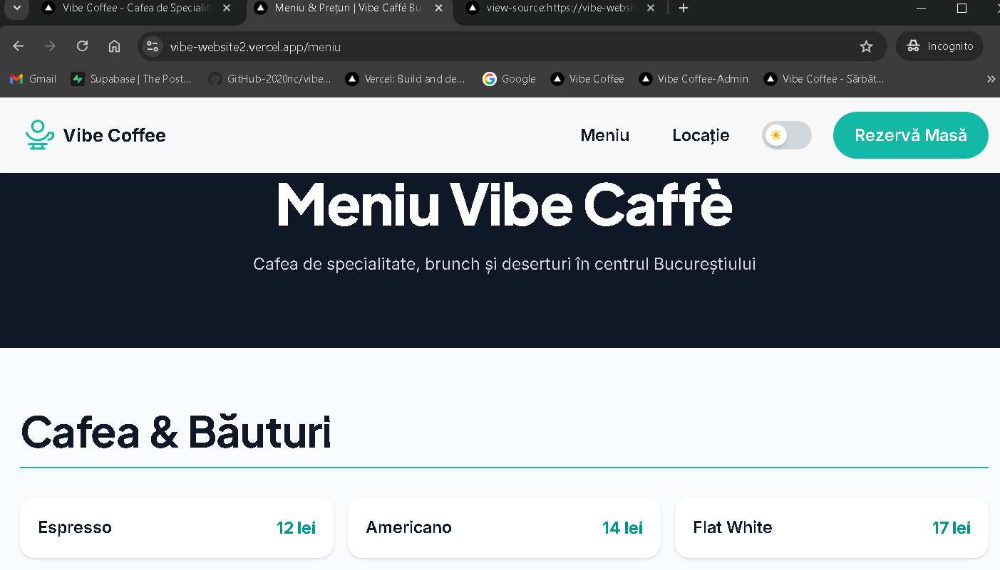 Vibe Coffee - Cafea de Specialit
Meniu & Prețuri | Vibe Caffè Bu
view-source:https://vibe-websi
vibe-website2.vercel.app/meniu
Incognito
Gmail
Supabase | The Post...
GitHub-2020nc/vibe...
Vercel: Build and de...
Google
Vibe Coffee
Vibe Coffee-Admin
Vibe Coffee - Sărbăt...
Vibe Coffee
Meniu
Locație
Rezervă Masă
Meniu Vibe Caffè
Cafea de specialitate, brunch și deserturi în centrul Bucureștiului
Cafea & Băuturi
Espresso 12 lei
Americano 14 lei
Flat White 17 lei